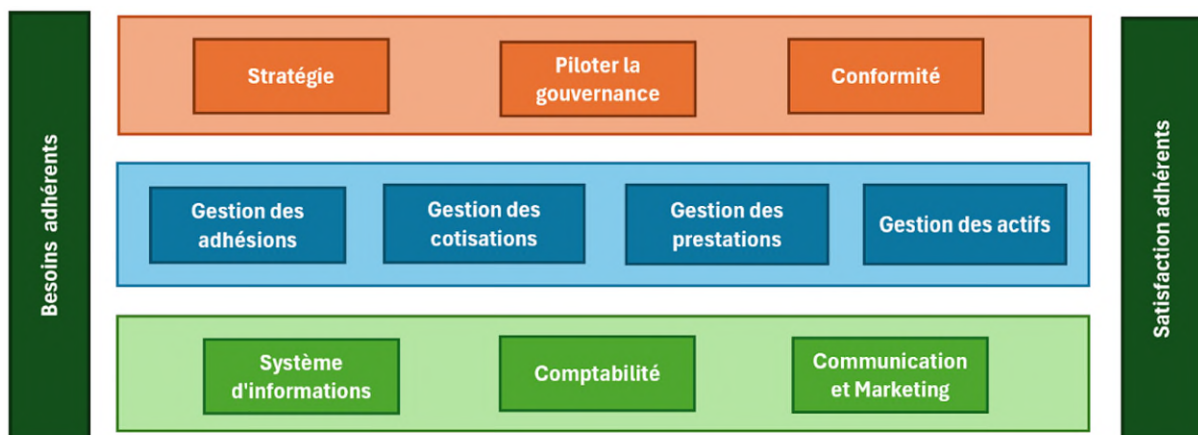 Besoins adhérents
Stratégie
Piloter la
gouvernance
Conformité
Gestion des
adhésions
Gestion des
cotisations
Gestion des
prestations
Gestion des actifs
Système
d'informations
Comptabilité
Communication
et Marketing
Satisfaction adhérents